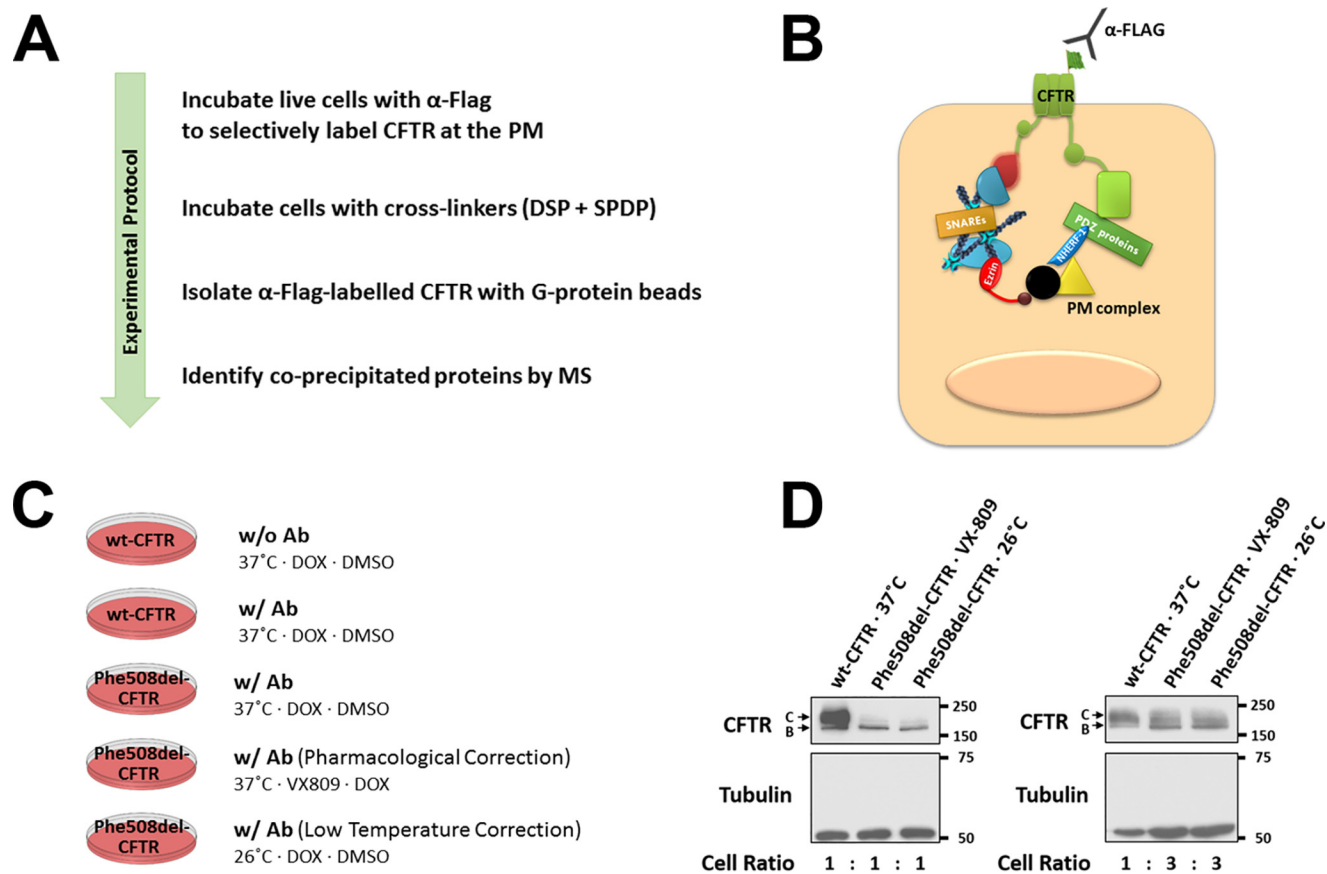 A
Experimental Protocol
Incubate live cells with α-Flag
to selectively label CFTR at the PM
Incubate cells with cross-linkers (DSP + SPDP)
Isolate α-Flag-labelled CFTR with G-protein beads
Identify co-precipitated proteins by MS
B
α-FLAG
CFTR
SNAREs
PDZ proteins
NHERF-1
Ezrin
PM complex
C
wt-CFTR
w/o Ab
37˚C · DOX · DMSO
wt-CFTR
w/ Ab
37˚C · DOX · DMSO
Phe508del-
CFTR
w/ Ab
37˚C · DOX · DMSO
Phe508del-
CFTR
w/ Ab (Pharmacological Correction)
37˚C · VX809 · DOX
Phe508del-
CFTR
w/ Ab (Low Temperature Correction)
26˚C · DOX · DMSO
D
wt-CFTR · 37˚C
Phe508del-CFTR · VX-809
Phe508del-CFTR · 26˚C
CFTR
C
B
250
150
Tubulin
75
50
Cell Ratio 1 : 1 : 1
wt-CFTR · 37˚C
Phe508del-CFTR · VX-809
Phe508del-CFTR · 26˚C
CFTR
C
B
250
150
Tubulin
75
50
Cell Ratio 1 : 3 : 3